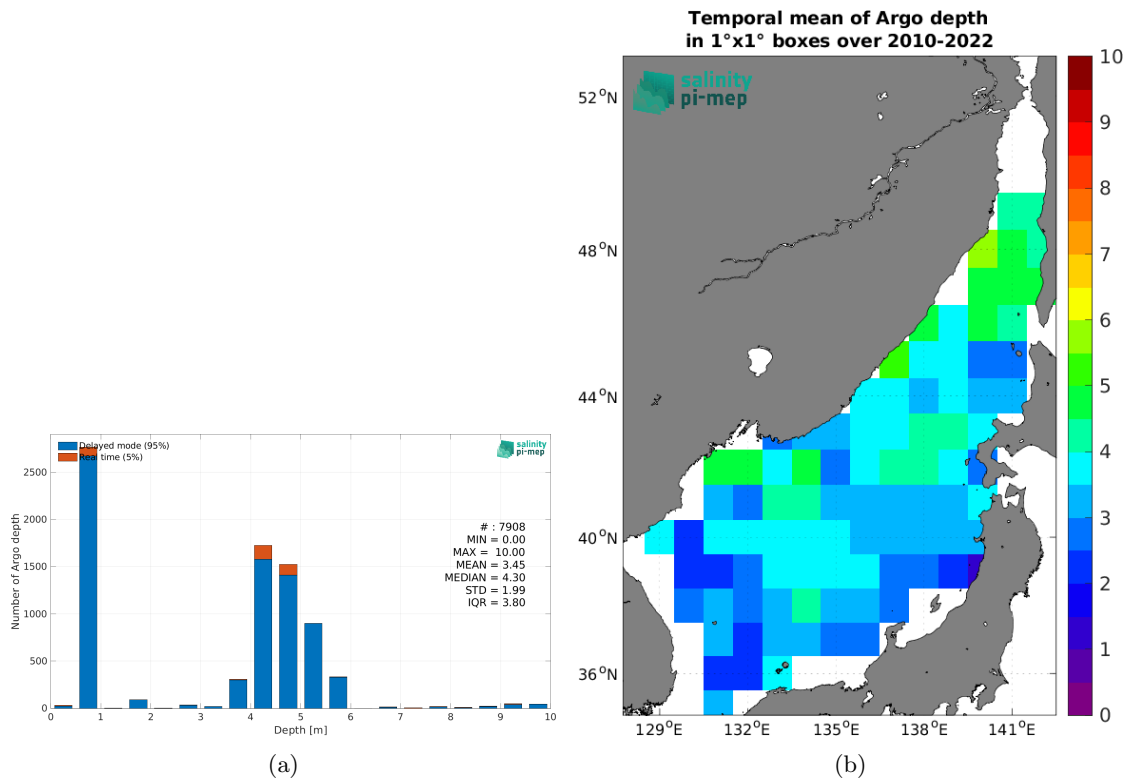 Delayed mode (95%)
Real time (5%)
salinity
pi-mep
Number of Argo depth
2500
2000
1500
1000
500
0
# : 7908
MIN = 0.00
MAX = 10.00
MEAN = 3.45
MEDIAN = 4.30
STD = 1.99
IQR = 3.80
0 1 2 3 4 5 6 7 8 9 10
Depth [m]
(a)
Temporal mean of Argo depth
in 1°x1° boxes over 2010-2022
salinity
pi-mep
52°N
48°N
44°N
40°N
36°N
129°E 132°E 135°E 138°E 141°E
10
9
8
7
6
5
4
3
2
1
0
(b)